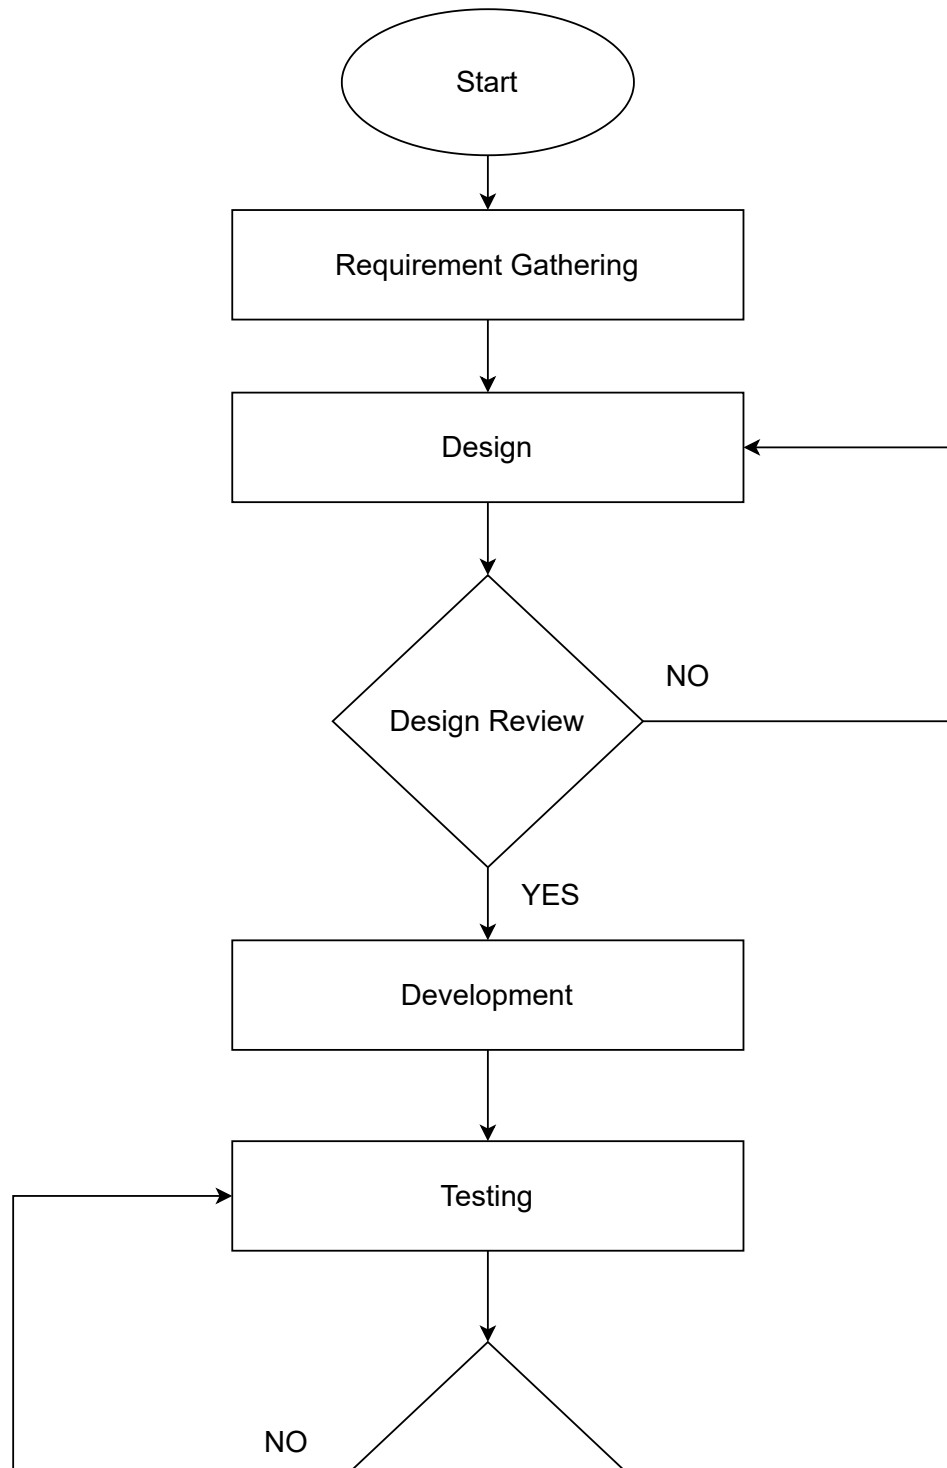 Start
Requirement Gathering
Design
NO
Design Review
YES
Development
Testing
NO